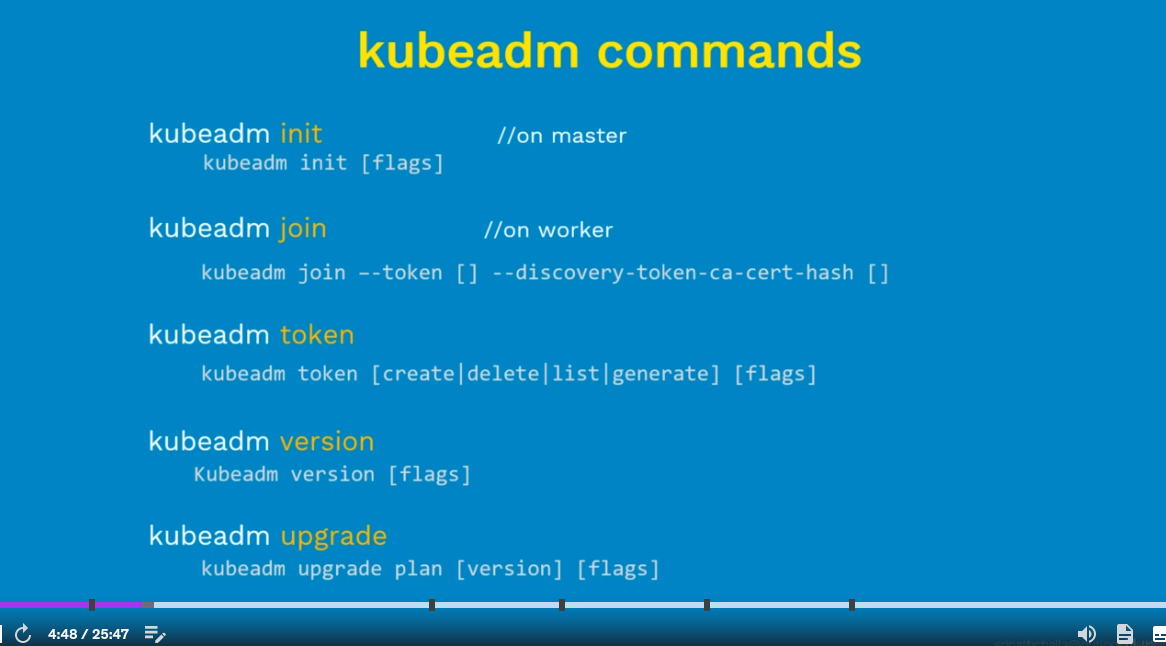 kubeadm commands
kubeadm init //on master
kubeadm init [flags]
kubeadm join //on worker
kubeadm join –-token [] --discovery-token-ca-cert-hash []
kubeadm token
kubeadm token [create|delete|list|generate] [flags]
kubeadm version
Kubeadm version [flags]
kubeadm upgrade
kubeadm upgrade plan [version] [flags]
4:48 / 25:47